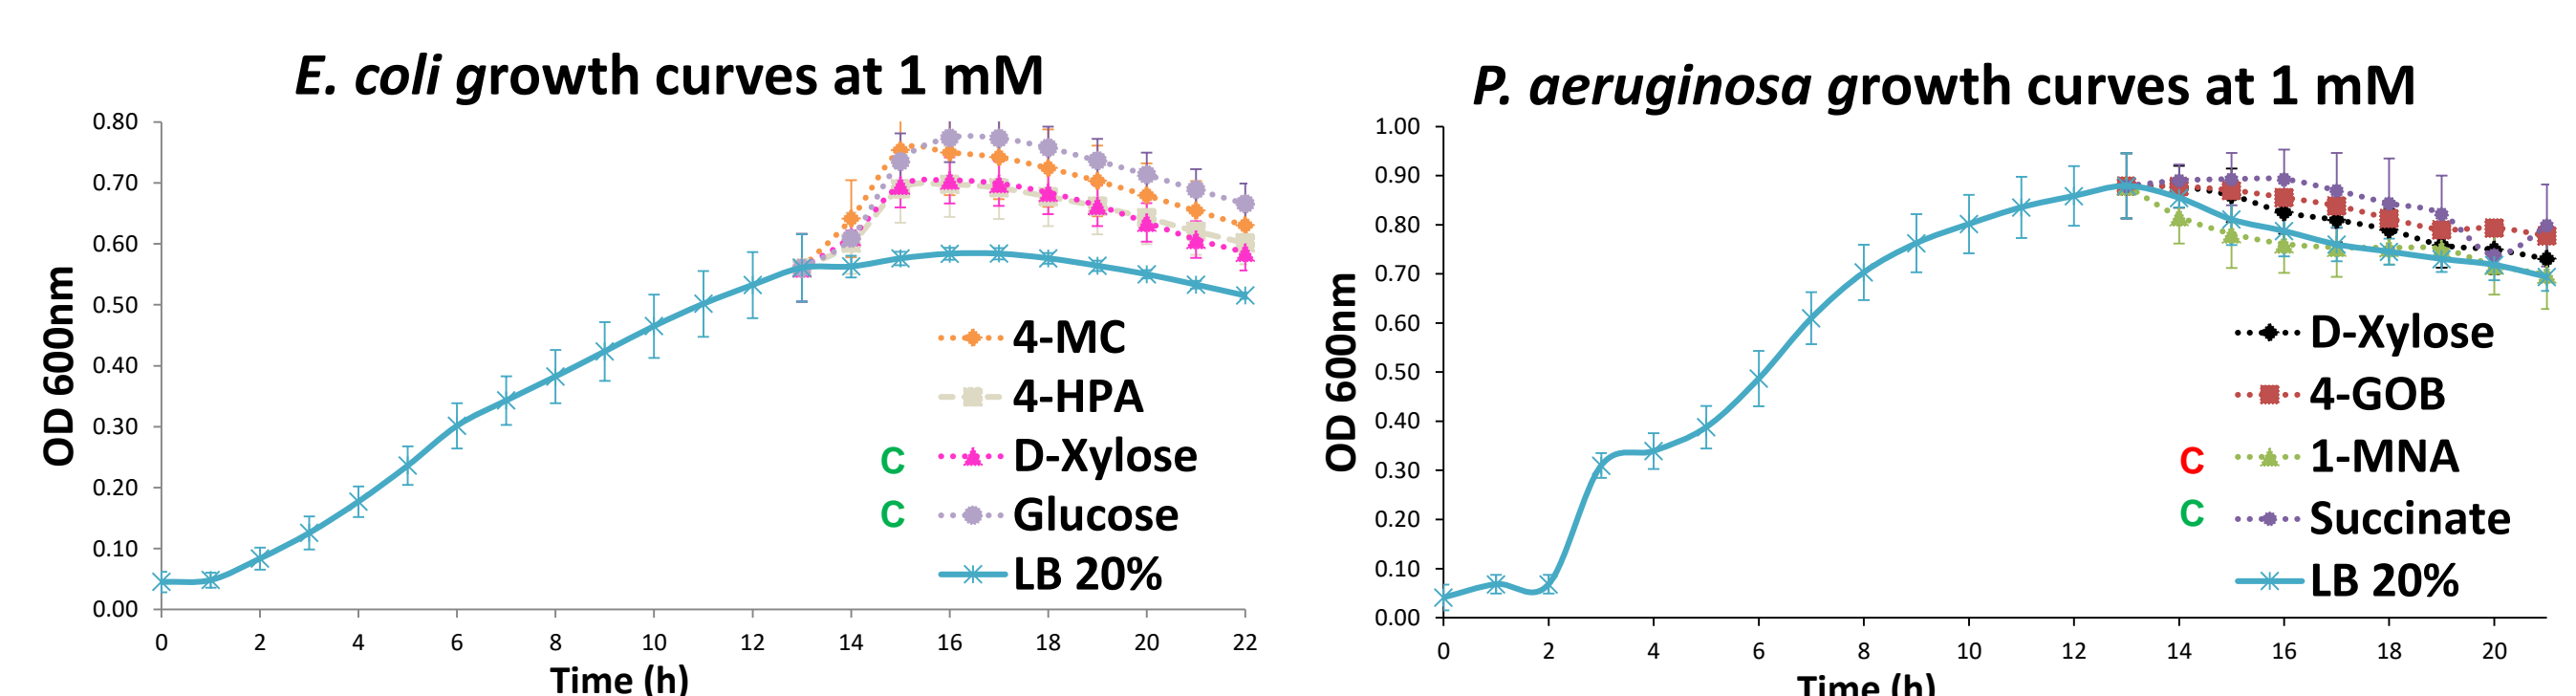 E. coli growth curves at 1 mM
0.80
0.70
0.60
0.50
0.40
0.30
0.20
0.10
0.00
OD 600nm
0 2 4 6 8 10 12 14 16 18 20 22
Time (h)
4-MC
4-HPA
C D-Xylose
C Glucose
LB 20%
P. aeruginosa growth curves at 1 mM
1.00
0.90
0.80
0.70
0.60
0.50
0.40
0.30
0.20
0.10
0.00
OD 600nm
0 2 4 6 8 10 12 14 16 18 20
Time (h)
D-Xylose
4-GOB
C 1-MNA
C Succinate
LB 20%